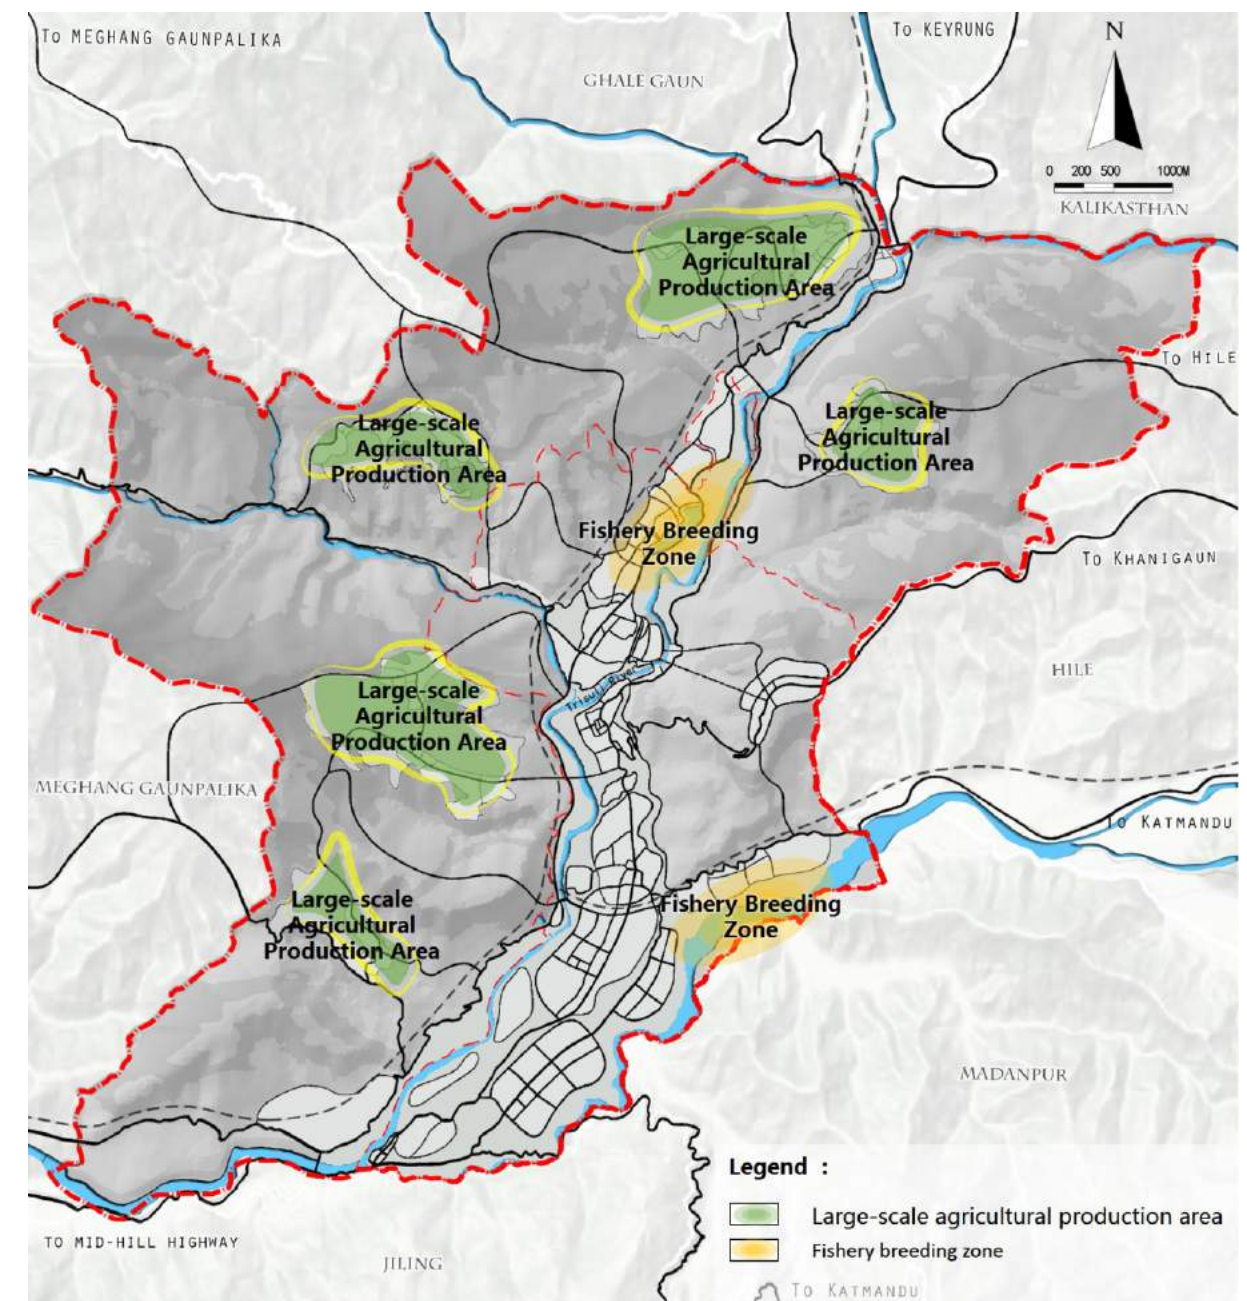 To MEGHANG GAUNPALIKA
To KEYRUNG
N
GHALE GAUN
0 200 500 1000M
KALIKASTHAN
Large-scale
Agricultural
Production Area
To HILE
Large-scale
Agricultural
Production Area
Large-scale
Agricultural
Production Area
Fishery Breeding
Zone
To KHANIGAUN
HILE
Trisuli River
Large-scale
Agricultural
Production Area
MEGHANG GAUNPALIKA
To KATMANDU
Large-scale
Agricultural
Production Area
Fishery Breeding
Zone
MADANPUR
Legend :
Large-scale agricultural production area
Fishery breeding zone
TO MID-HILL HIGHWAY
JILING
To KATMANDU